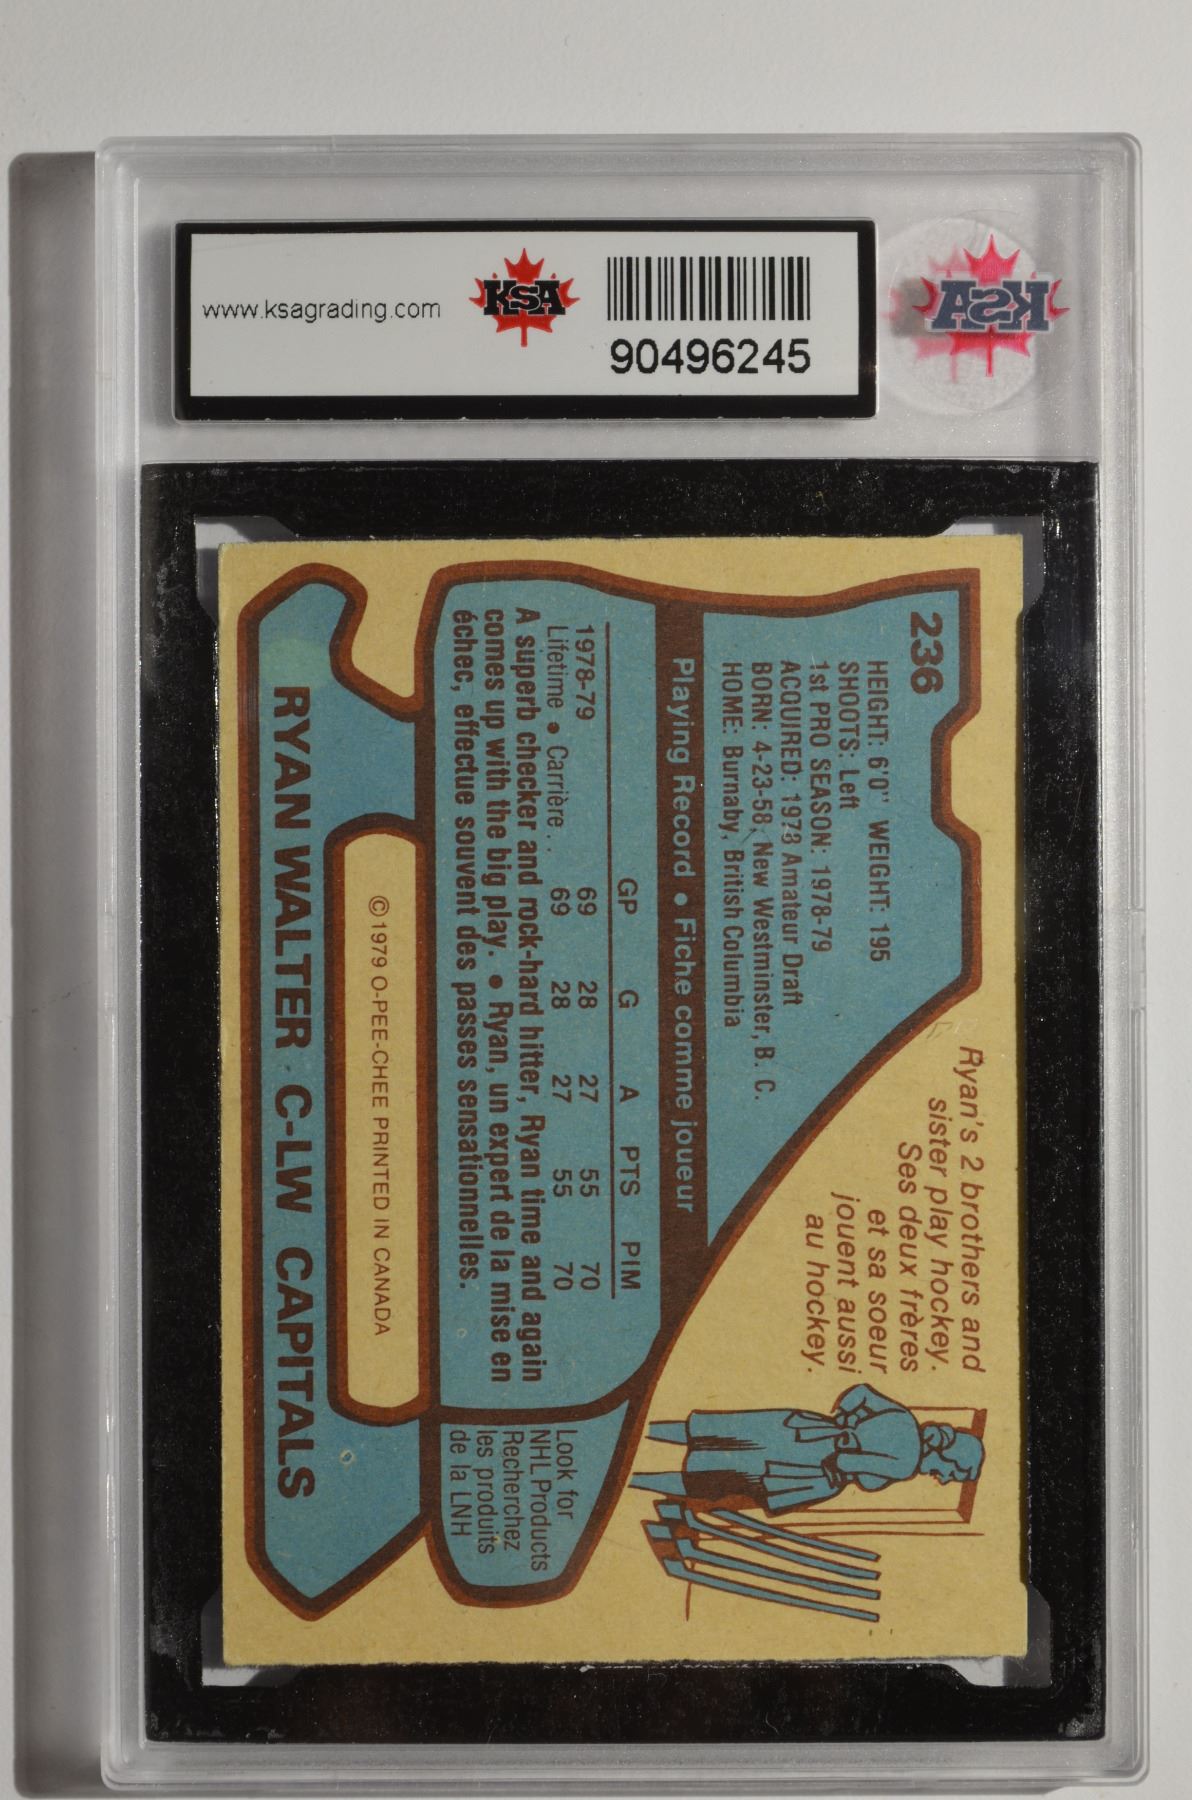 www.ksagrading.com
KSA
90496245
KSA
236
HEIGHT: 6'0" WEIGHT: 195
SHOOTS: Left
1st PRO SEASON: 1978-79
ACQUIRED: 1978 Amateur Draft
BORN: 4-23-58, New Westminster, B. C.
HOME: Burnaby, British Columbia
Ryan's 2 brothers and
sister play hockey.
Ses deux frères
et sa soeur
jouent aussi
au hockey.
Playing Record • Fiche comme joueur
GP G A PTS PIM
1978-79 69 28 27 55 70
Lifetime • Carrière . . 69 28 27 55 70
A superb checker and rock-hard hitter, Ryan time and again
comes up with the big play. • Ryan, un expert de la mise en
échec, effectue souvent des passes sensationnelles.
Look for
NHL Products
Recherchez
les produits
de la LNH
© 1979 O-PEE-CHEE PRINTED IN CANADA
RYAN WALTER C-LW CAPITALS